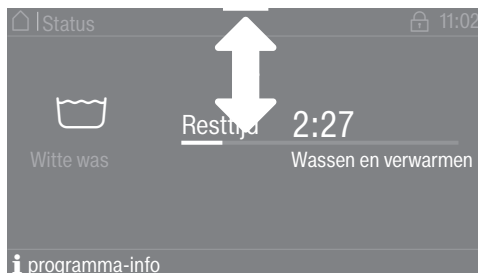 Status 11:02
Resttijd 2:27
Witte was Wassen en verwarmen
i programma-info